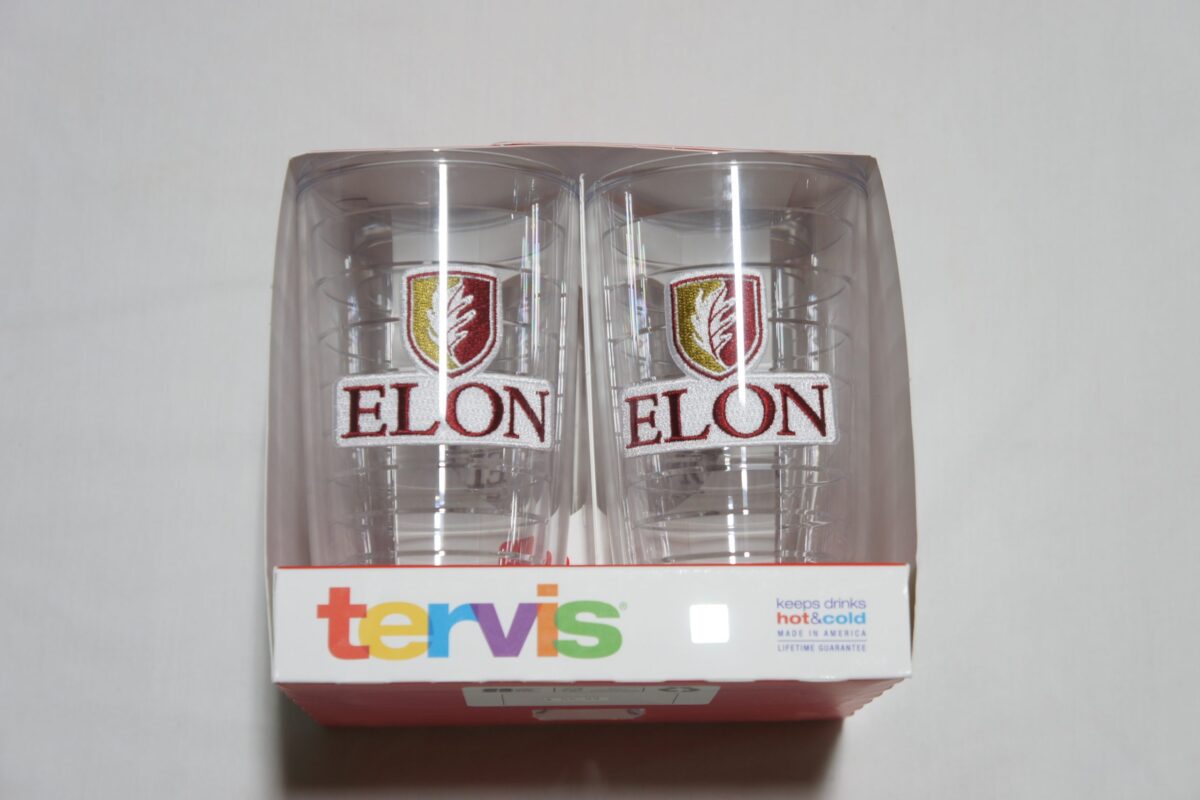 ELON
ELON
tervis®
keeps drinks
hot&cold
MADE IN AMERICA
LIFETIME GUARANTEE